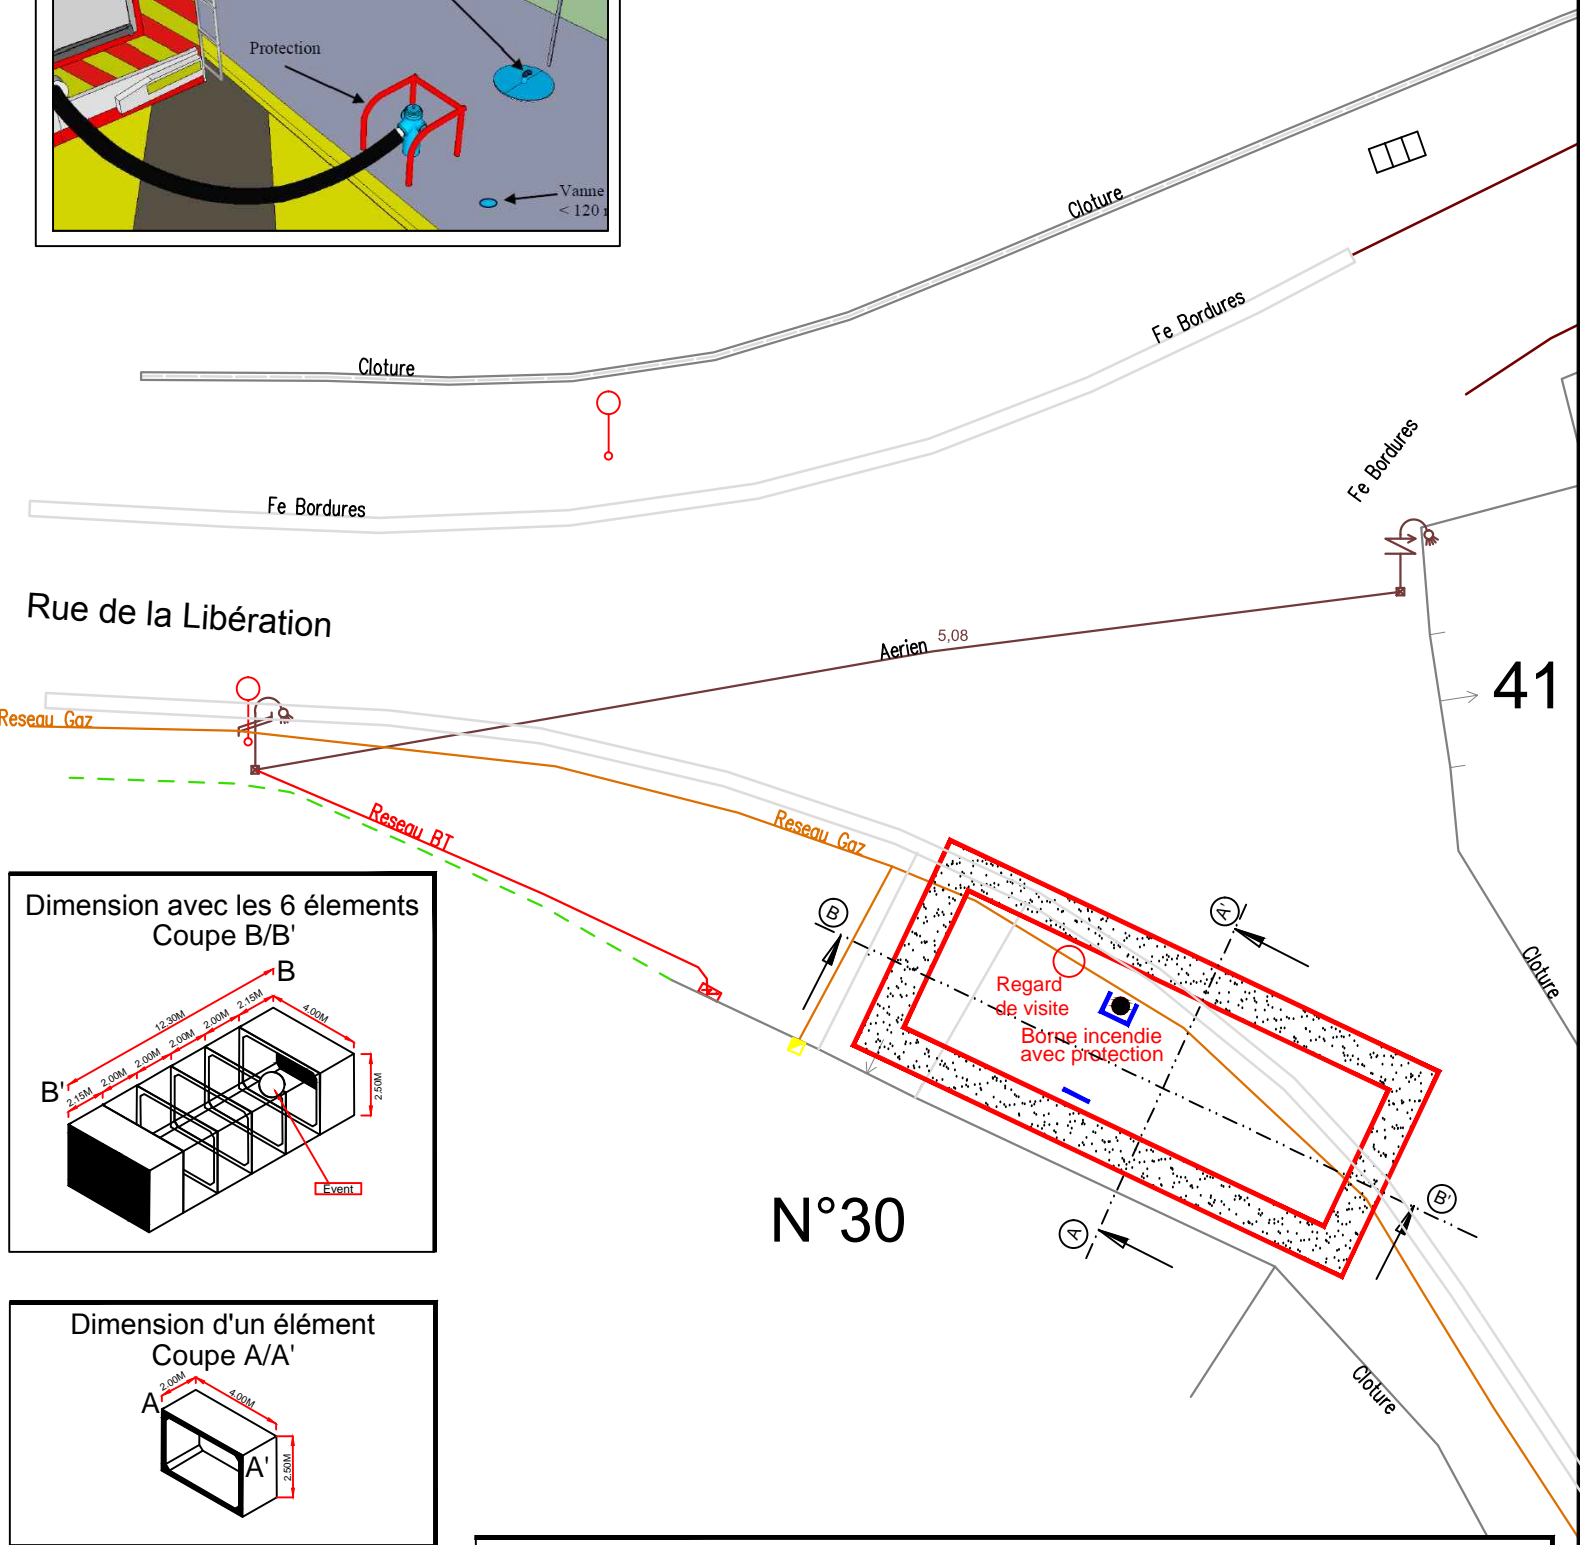 Protection
Vanne
< 120
Cloture
Fe Bordures
Cloture
Fe Bordures
Fe Bordures
Rue de la Libération
Aerien 5,08
41
Reseau Gaz
Reseau BT
Reseau Gaz
Dimension avec les 6 élements
Coupe B/B'
B
2.15M
4.00M
12.30M
2.00M
2.00M
2.00M
2.00M
B'
2.15M
2.50M
Event
B
A'
Regard
de visite
Borne incendie
avec protection
Cloture
N°30
A
B'
Dimension d'un élément
Coupe A/A'
2.00M
4.00M
A
A'
2.50M
Cloture